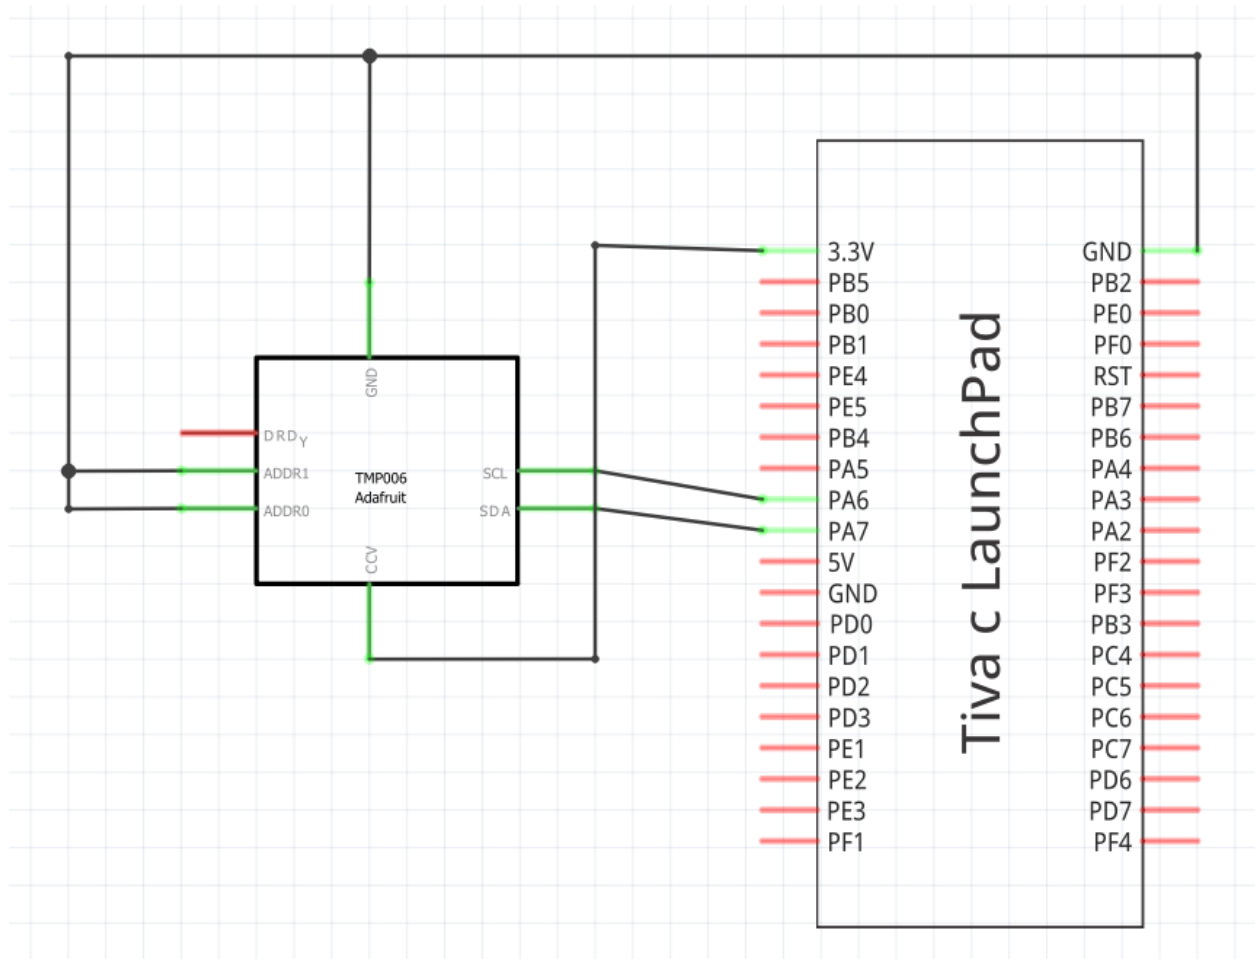 GND
DRDY
ADDR1
ADDR0
TMP006
Adafruit
SCL
SDA
CCV
3.3V
PB5
PB0
PB1
PE4
PE5
PB4
PA5
PA6
PA7
5V
GND
PD0
PD1
PD2
PD3
PE1
PE2
PE3
PF1
Tiva c LaunchPad
GND
PB2
PE0
PF0
RST
PB7
PB6
PA4
PA3
PA2
PF2
PF3
PB3
PC4
PC5
PC6
PC7
PD6
PD7
PF4